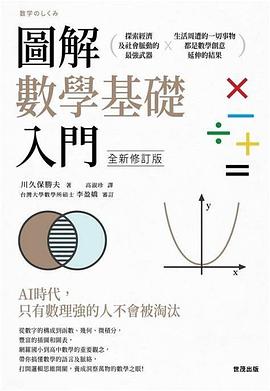 数学のしくみ
圖解
數學基礎
入門
全新修訂版
探索經濟
及社會脈動的
最強武器
×
生活周遭的一切事物
都是數學創意
延伸的結果
川久保勝夫 著 高淑珍 譯
台灣大學數學所碩士 李盈嬌 審訂
× − ÷ + =
y
x
AI時代，
只有數理強的人不會被淘汰
從數字的構成到函數、幾何、微積分，
豐富的插圖和圖表，
網羅國小到高中數學的重要觀念，
帶你搞懂數學的語言及脈絡，
打開邏輯思維開關，養成洞察萬物的數學之眼！
世茂出版